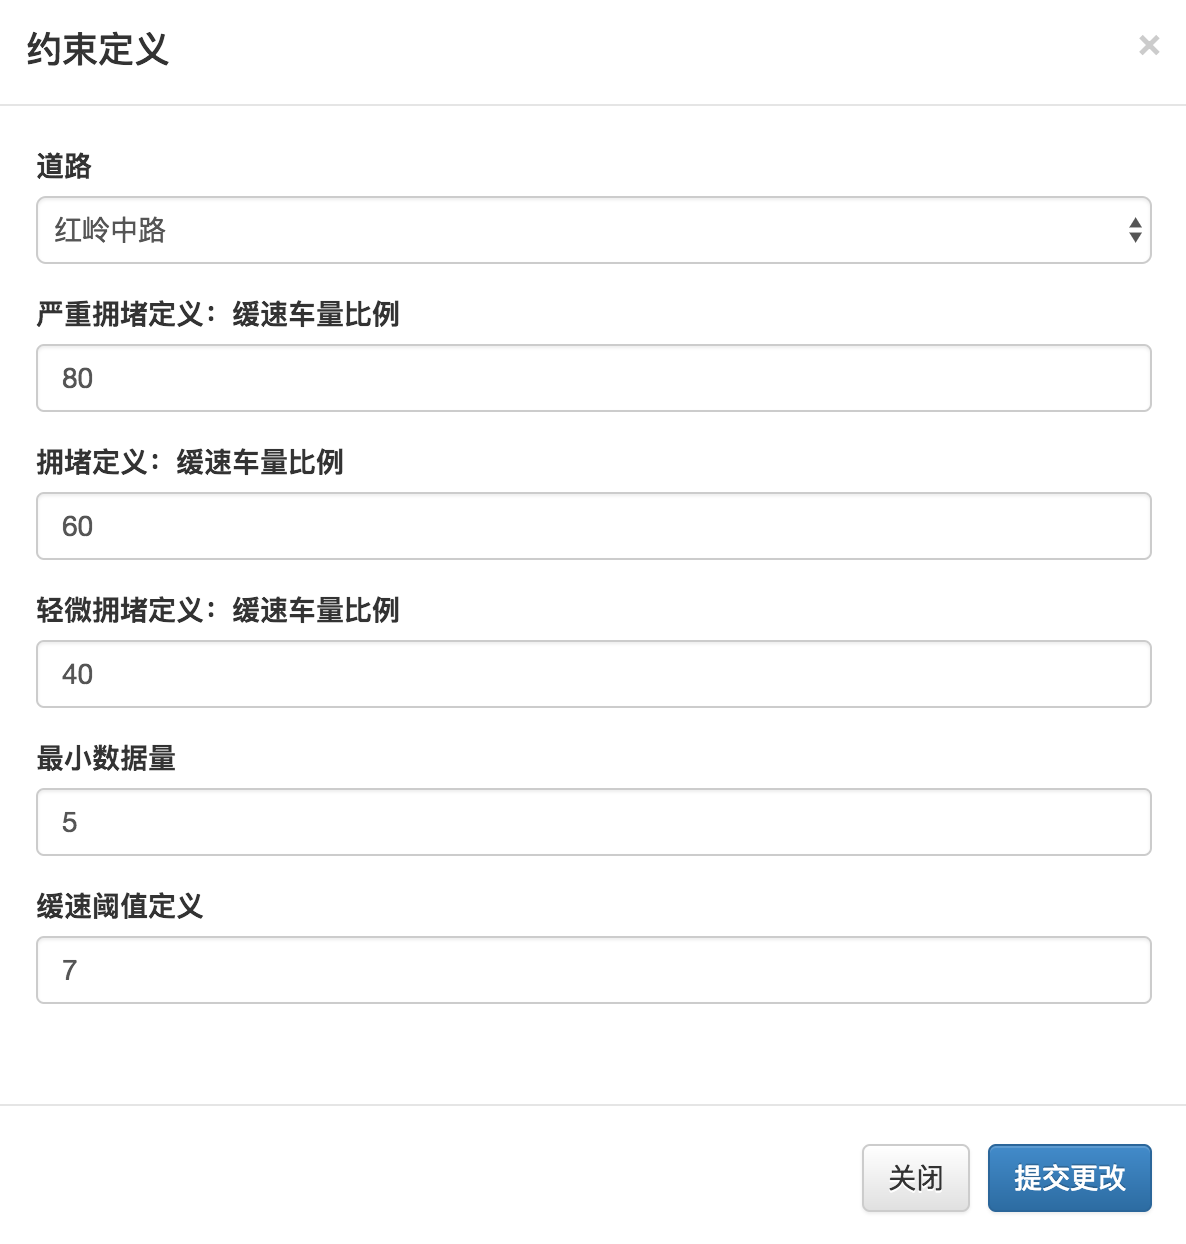 约束定义
×
道路
红岭中路
严重拥堵定义：缓速车量比例
80
拥堵定义：缓速车量比例
60
轻微拥堵定义：缓速车量比例
40
最小数据量
5
缓速阈值定义
7
关闭
提交更改